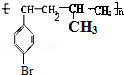 [ CH CH₂ CH CH₂ ]n
CH₃
Br